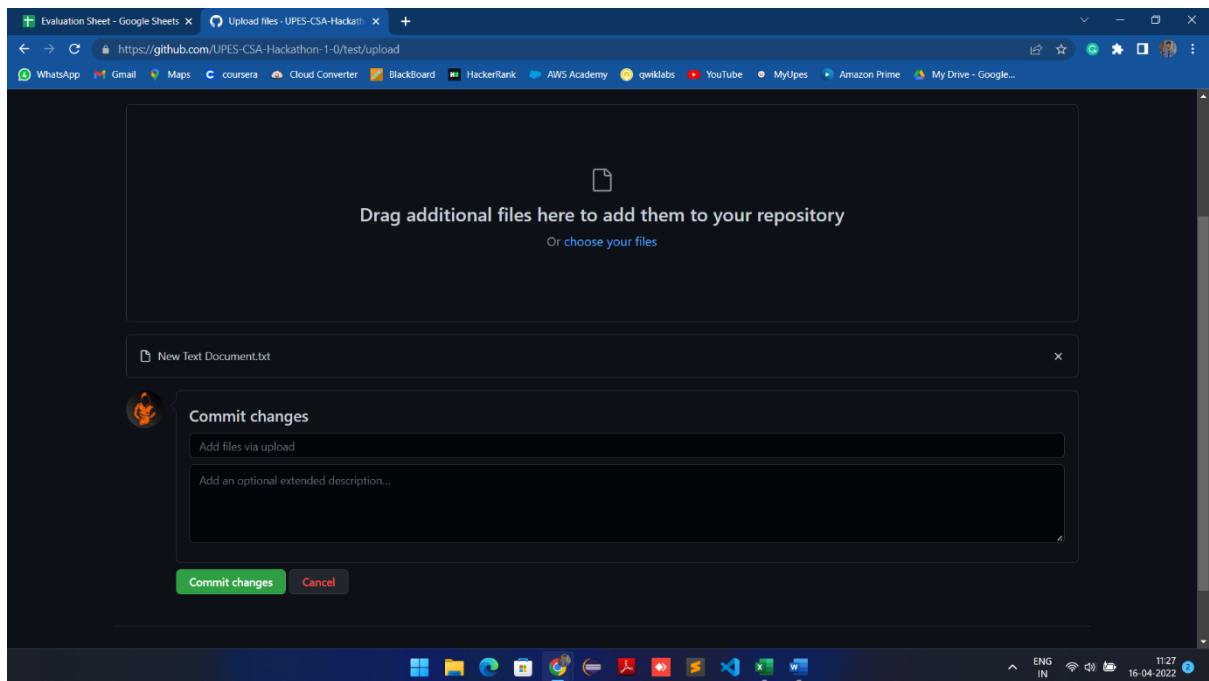 Evaluation Sheet - Google Sheets
Upload files · UPES-CSA-Hackath
https://github.com/UPES-CSA-Hackathon-1-0/test/upload
WhatsApp Gmail Maps coursera Cloud Converter BlackBoard HackerRank AWS Academy qwiklabs YouTube MyUpes Amazon Prime My Drive - Google...
Drag additional files here to add them to your repository
Or choose your files
New Text Document.txt
Commit changes
Add files via upload
Add an optional extended description...
Commit changes Cancel
ENG 11:27
IN 16-04-2022 2